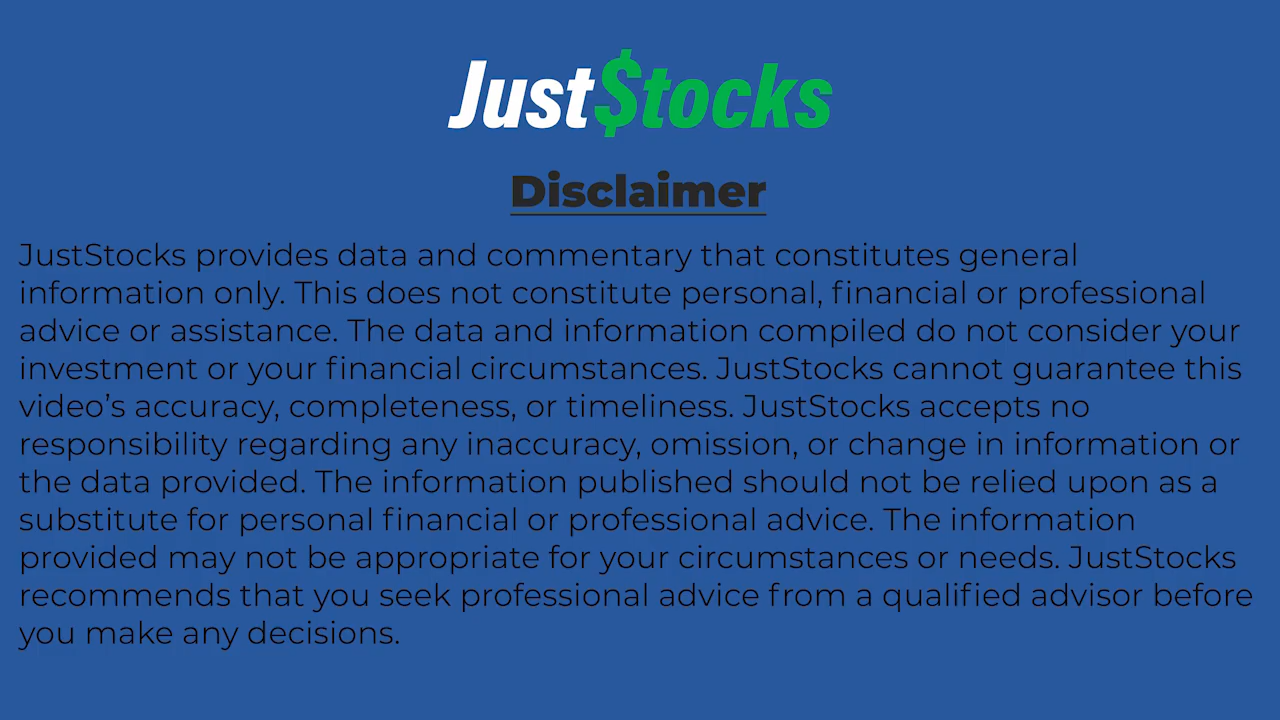 Just$tocks
Disclaimer
JustStocks provides data and commentary that constitutes general
information only. This does not constitute personal, financial or professional
advice or assistance. The data and information compiled do not consider your
investment or your financial circumstances. JustStocks cannot guarantee this
video’s accuracy, completeness, or timeliness. JustStocks accepts no
responsibility regarding any inaccuracy, omission, or change in information or
the data provided. The information published should not be relied upon as a
substitute for personal financial or professional advice. The information
provided may not be appropriate for your circumstances or needs. JustStocks
recommends that you seek professional advice from a qualified advisor before
you make any decisions.